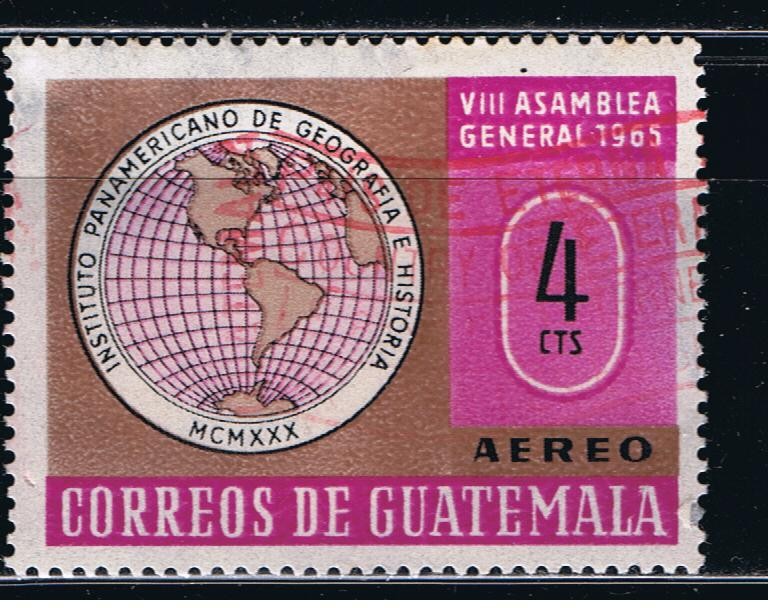 INSTITUTO PANAMERICANO DE GEOGRAFIA E HISTORIA
MCMXXX
VIII ASAMBLEA
GENERAL-1965
4
CTS
AEREO
CORREOS DE GUATEMALA